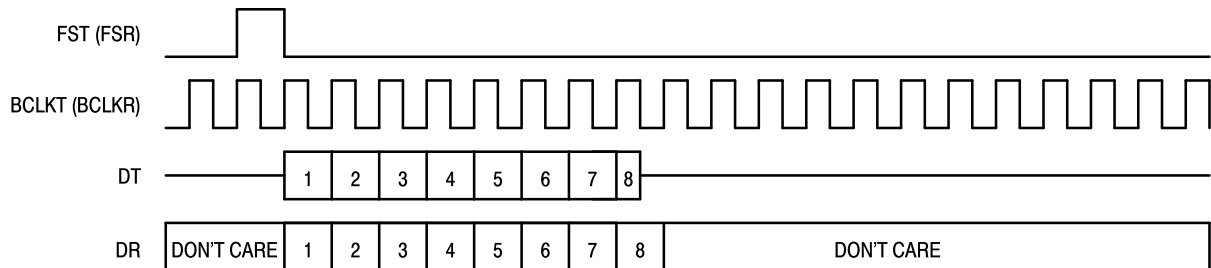 FST (FSR)
BCLKT (BCLKR)
DT 1 2 3 4 5 6 7 8
DR DON'T CARE 1 2 3 4 5 6 7 8 DON'T CARE